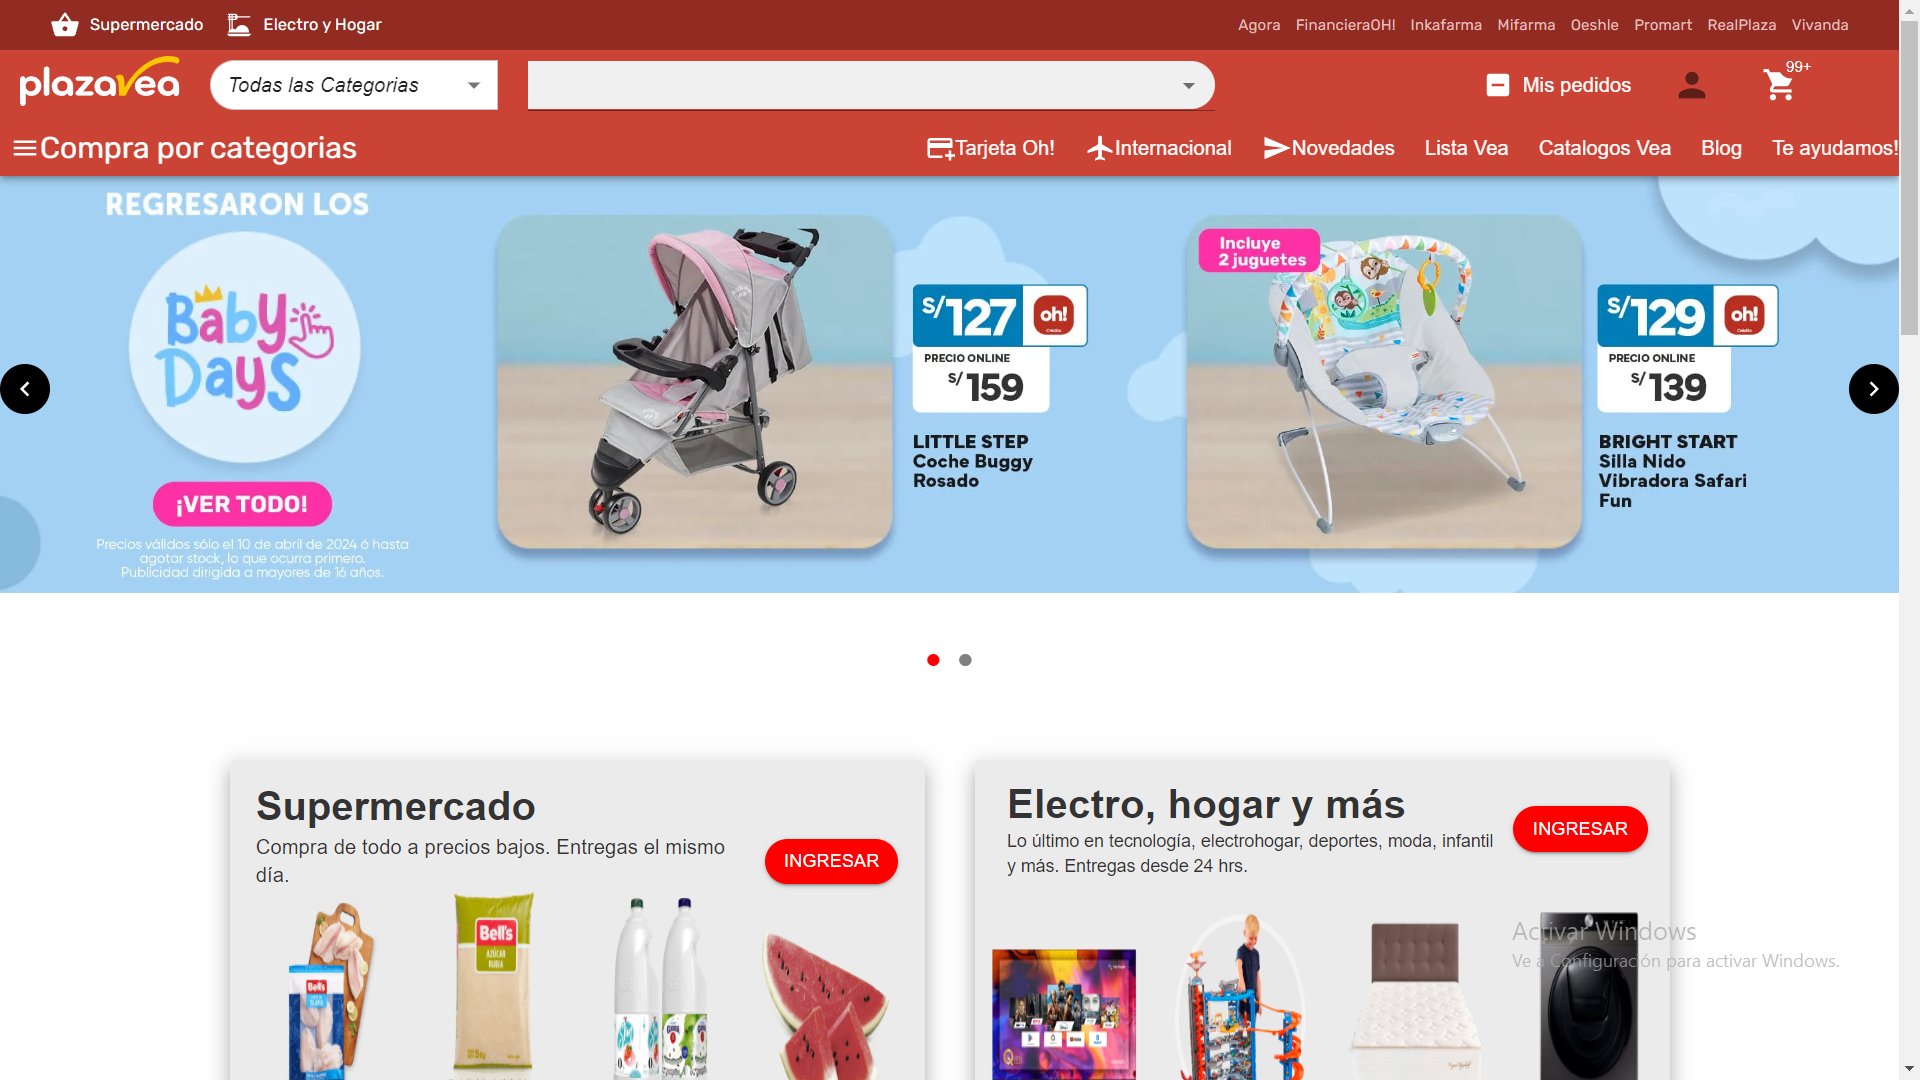 Supermercado
Electro y Hogar
Agora FinancieraOH! Inkafarma Mifarma Oeshle Promart RealPlaza Vivanda
plazavea
Todas las Categorias
Mis pedidos
99+
Compra por categorias
Tarjeta Oh!
Internacional
Novedades
Lista Vea
Catalogos Vea
Blog
Te ayudamos!
REGRESARON LOS
Baby
Days
¡VER TODO!
Precios válidos sólo el 10 de abril de 2024 ó hasta
agotar stock, lo que ocurra primero.
Publicidad dirigida a mayores de 16 años.
S/127
oh!
Crédito
PRECIO ONLINE
S/159
LITTLE STEP
Coche Buggy
Rosado
Incluye
2 juguetes
S/129
oh!
Crédito
PRECIO ONLINE
S/139
BRIGHT START
Silla Nido
Vibradora Safari
Fun
Supermercado
Compra de todo a precios bajos. Entregas el mismo
día.
INGRESAR
Bell's
Bell's
AZÚCAR
RUBIA
Electro, hogar y más
Lo último en tecnología, electrohogar, deportes, moda, infantil
y más. Entregas desde 24 hrs.
INGRESAR
Activar Windows
Ve a Configuración para activar Windows.